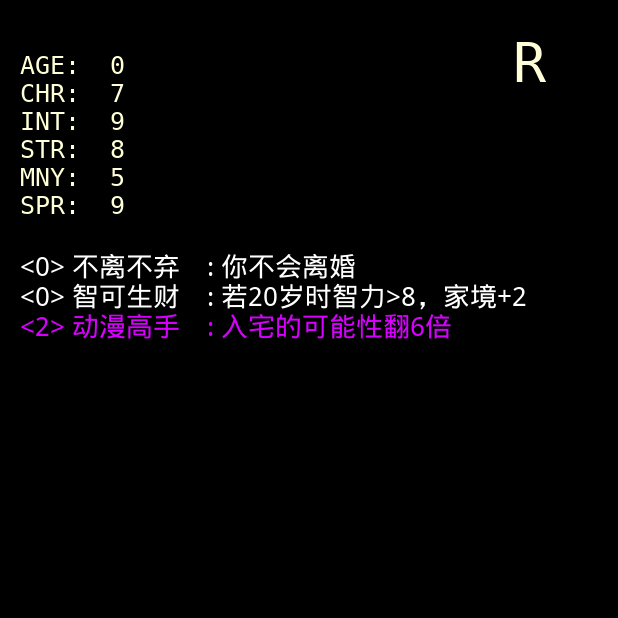 R
AGE: 0
CHR: 7
INT: 9
STR: 8
MNY: 5
SPR: 9
<0> 不离不弃 : 你不会离婚
<0> 智可生财 : 若20岁时智力>8，家境+2
<2> 动漫高手 : 入宅的可能性翻6倍